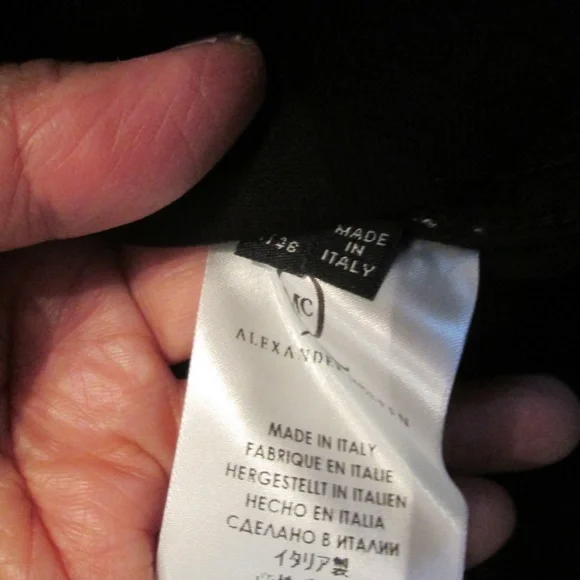 MADE
IN
ITALY
ALEXANDER
MADE IN ITALY
FABRIQUE EN ITALIE
HERGESTELLT IN ITALIEN
HECHO EN ITALIA
СДЕЛАНО В ИТАЛИИ
イタリア製